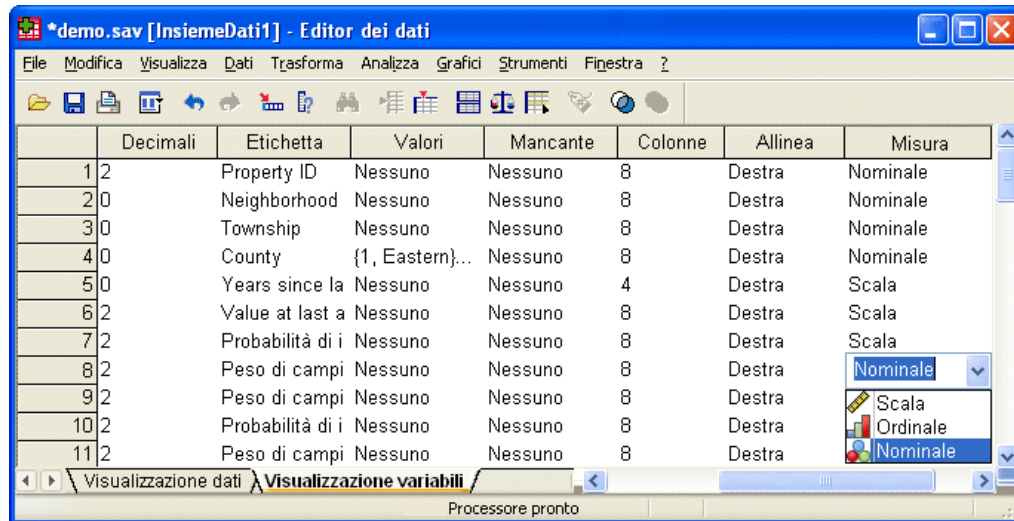 *demo.sav [InsiemeDati1] - Editor dei dati
File Modifica Visualizza Dati Trasforma Analizza Grafici Strumenti Finestra ?
Decimali Etichetta Valori Mancante Colonne Allinea Misura
1 2 Property ID Nessuno Nessuno 8 Destra Nominale
2 0 Neighborhood Nessuno Nessuno 8 Destra Nominale
3 0 Township Nessuno Nessuno 8 Destra Nominale
4 0 County {1, Eastern}... Nessuno 8 Destra Nominale
5 0 Years since la Nessuno Nessuno 4 Destra Scala
6 2 Value at last a Nessuno Nessuno 8 Destra Scala
7 2 Probabilità di i Nessuno Nessuno 8 Destra Scala
8 2 Peso di campi Nessuno Nessuno 8 Destra Nominale
9 2 Peso di campi Nessuno Nessuno 8 Destra Scala
10 2 Probabilità di i Nessuno Nessuno 8 Destra Ordinale
11 2 Peso di campi Nessuno Nessuno 8 Destra Nominale
Visualizzazione dati Visualizzazione variabili
Processore pronto